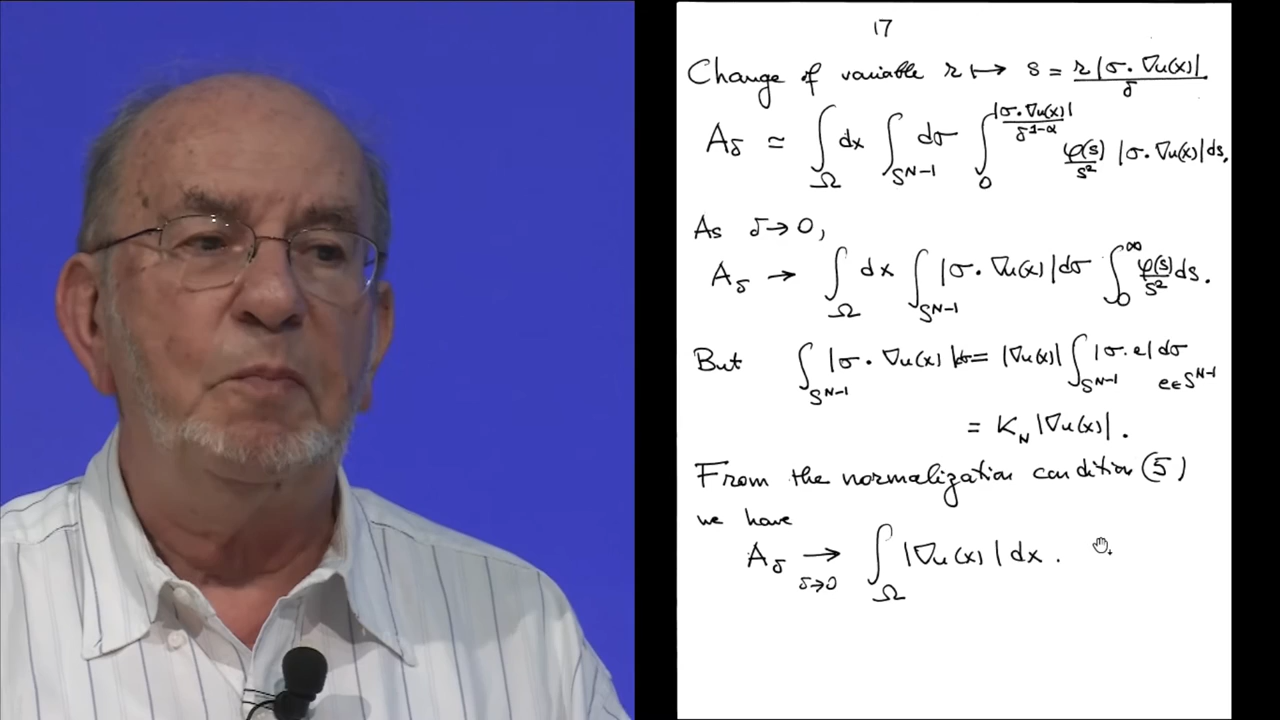 17
Change of variable r ↦ s = r|σ·∇u(x)|/δ
A_δ ≃ ∫_Ω dx ∫_{S^{N-1}} dσ ∫_0^{|σ·∇u(x)|/δ^{1-α}} φ(s)/s² |σ·∇u(x)| ds.
As δ→0,
A_δ → ∫_Ω dx ∫_{S^{N-1}} |σ·∇u(x)| dσ ∫_0^∞ φ(s)/s² ds.
But ∫_{S^{N-1}} |σ·∇u(x)| dσ = |∇u(x)| ∫_{S^{N-1}} |σ.e| dσ e∈S^{N-1}
= K_N |∇u(x)|.
From the normalization condition (5)
we have
A_δ →_{δ→0} ∫_Ω |∇u(x)| dx.